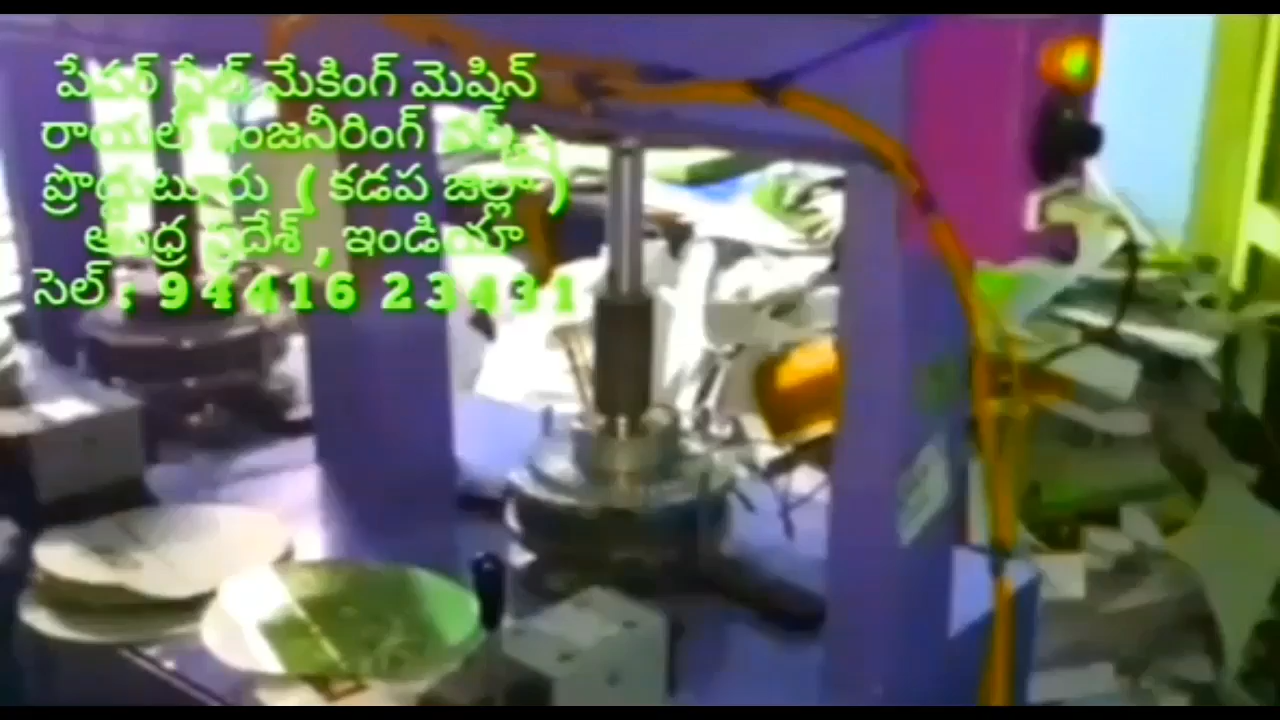 పేపర్ ప్లేట్ మేకింగ్ మెషిన్
రాయల్ ఇంజనీరింగ్ వర్క్స్
ప్రొద్దుటూరు ( కడప జిల్లా )
ఆంధ్ర ప్రదేశ్ , ఇండియా
సెల్ : 94416 23431